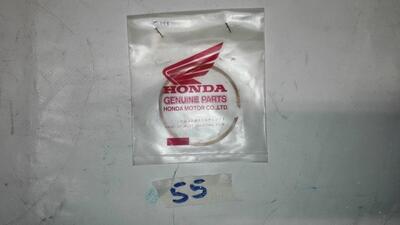 HONDA
GENUINE PARTS
HONDA MOTOR CO.,LTD.
55